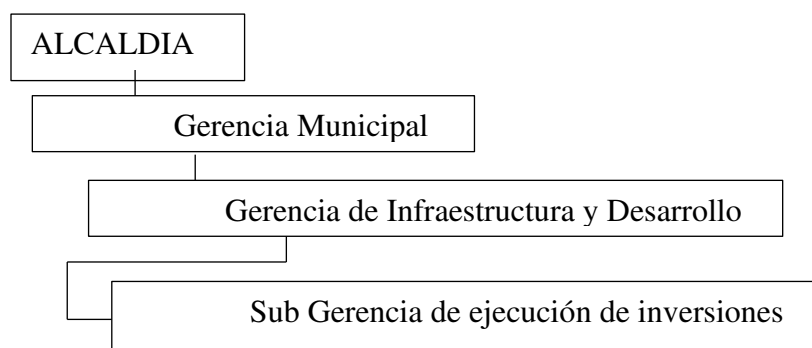 ALCALDIA
Gerencia Municipal
Gerencia de Infraestructura y Desarrollo
Sub Gerencia de ejecución de inversiones